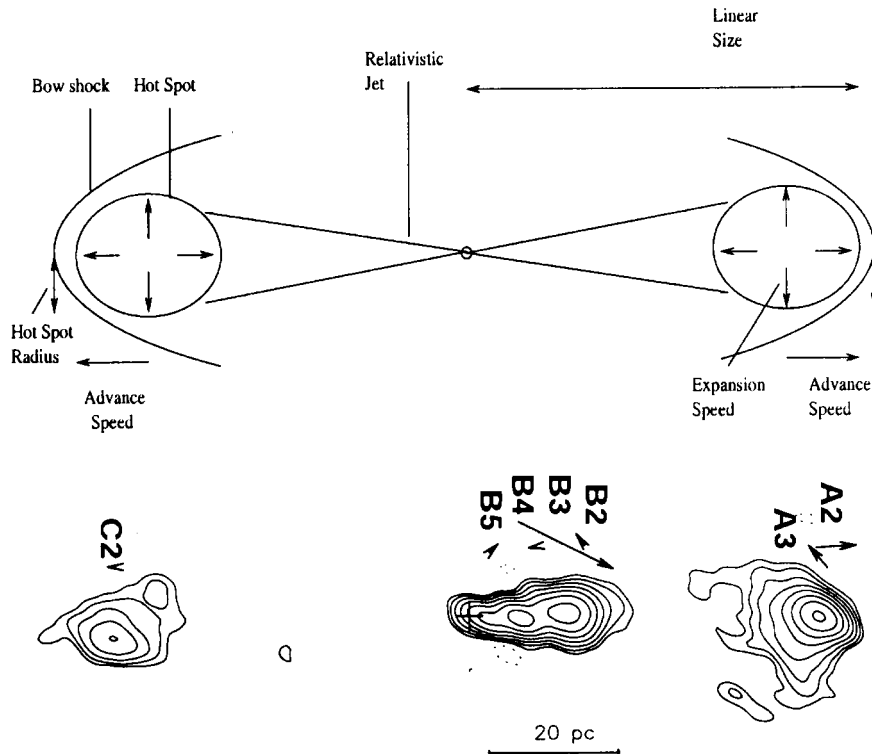 Linear
Size
Relativistic
Jet
Bow shock
Hot Spot
Hot Spot
Radius
Advance
Speed
Expansion
Speed
Advance
Speed
C2
B5
B4
B3
B2
A3
A2
20 pc